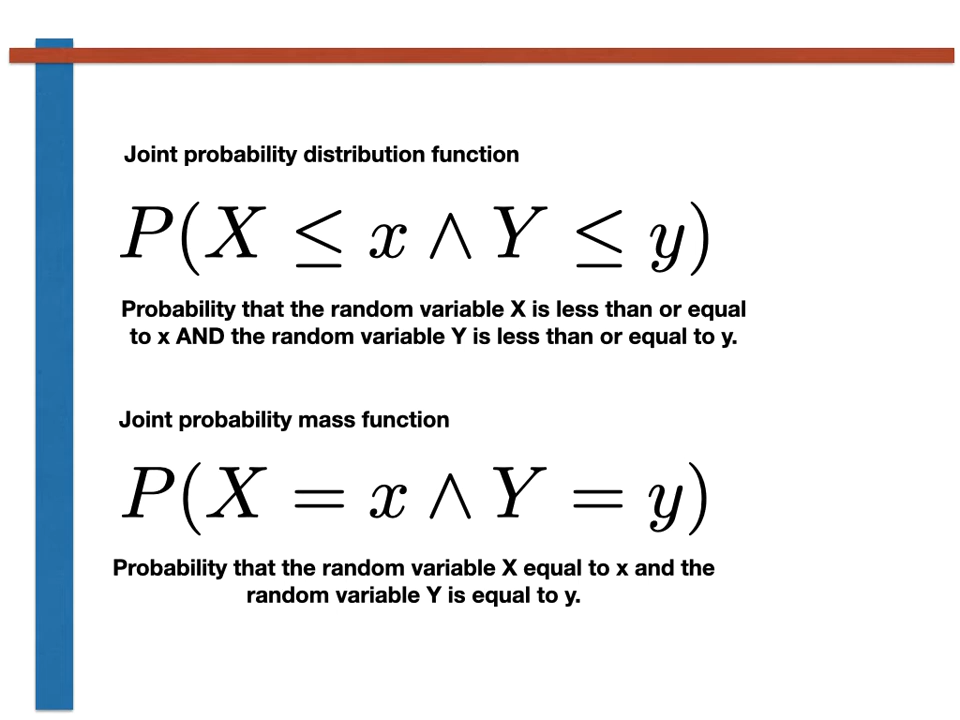 Joint probability distribution function
P(X ≤ x ∧ Y ≤ y)
Probability that the random variable X is less than or equal
to x AND the random variable Y is less than or equal to y.
Joint probability mass function
P(X = x ∧ Y = y)
Probability that the random variable X equal to x and the
random variable Y is equal to y.